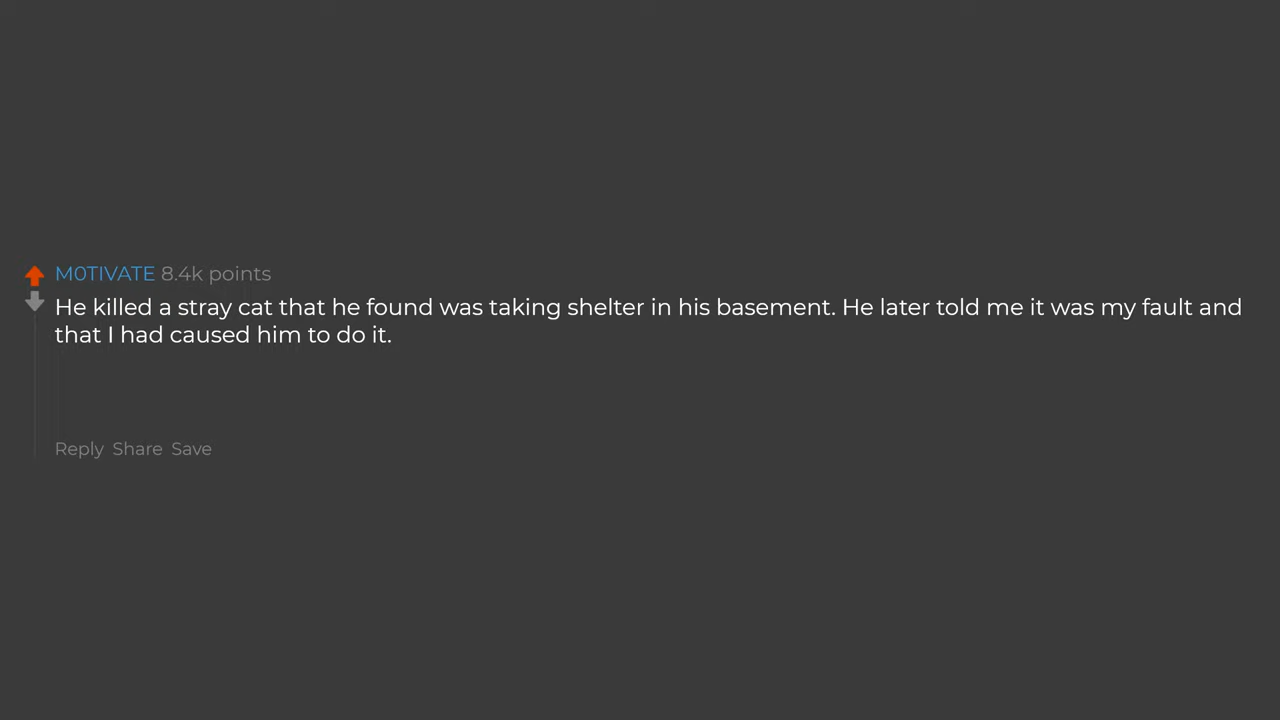 M0TIVATE 8.4k points
He killed a stray cat that he found was taking shelter in his basement. He later told me it was my fault and
that I had caused him to do it.
Reply Share Save